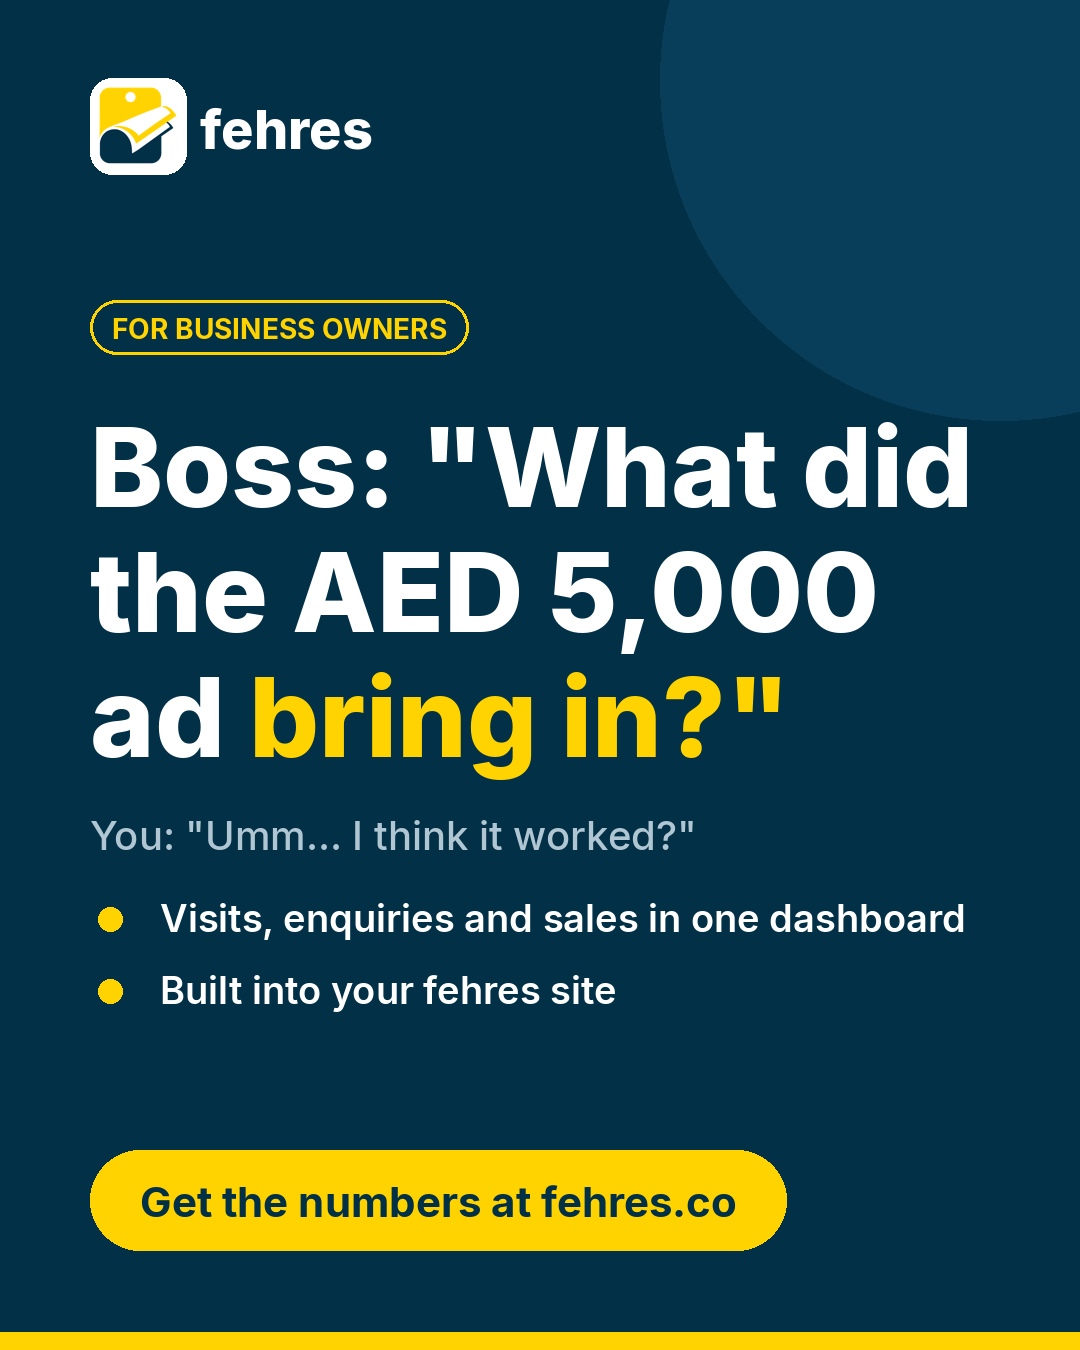 fehres
FOR BUSINESS OWNERS
Boss: "What did
the AED 5,000
ad bring in?"
You: "Umm... I think it worked?"
Visits, enquiries and sales in one dashboard
Built into your fehres site
Get the numbers at fehres.co